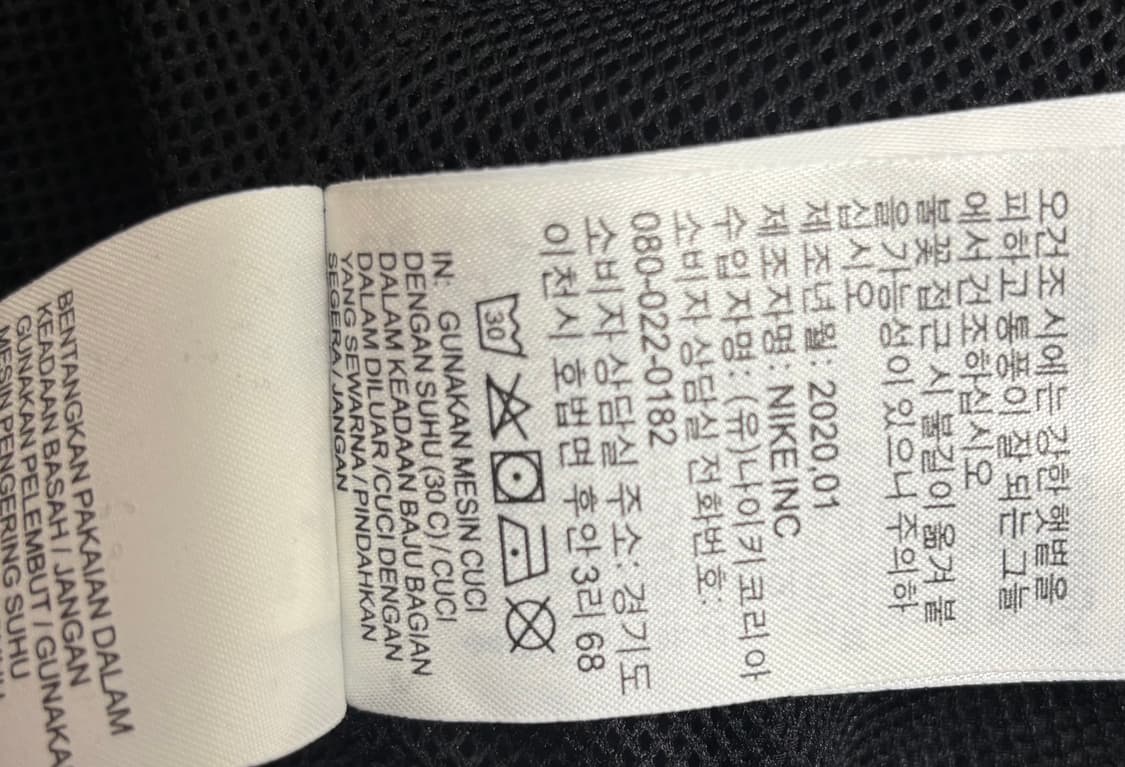 오건조 시에는 강한 햇볕을
피하고 통풍이 잘 되는 그늘
에서 건조하십시오
불꽃 접근 시 불길이 옮겨 붙
을 가능성이 있으니 주의하
십시오
제조년월: 2020.01
제조자명: NIKE INC
수입자명: (유)나이키코리아
소비자상담실 전화번호:
080-022-0182
소비자 상담실 주소: 경기도
이천시 호법면 후안3리 68
30
IN: GUNAKAN MESIN CUCI
DENGAN SUHU (30 C) / CUCI
DALAM KEADAAN BAJU BAGIAN
DALAM DILUAR /CUCI DENGAN
YANG SEWARNA / PINDAHKAN
SEGERA/ JANGAN
BENTANGKAN PAKAIAN DALAM
KEADAAN BASAH / JANGAN
GUNAKAN PELEMBUT / GUNAKA
MESIN PENGERING SUHU